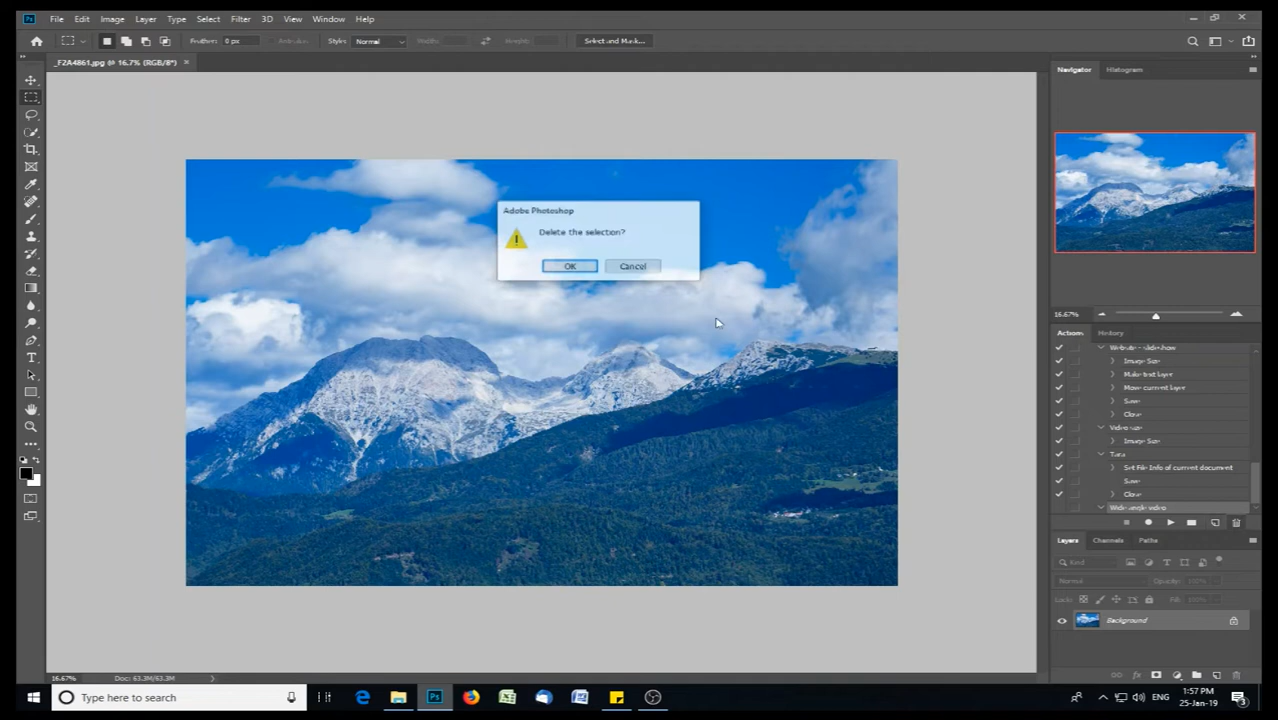 Ps File Edit Image Layer Type Select Filter 3D View Window Help
Feather: 0 px Anti-alias Style: Normal Width: Height: Select and Mask...
_F2A4861.jpg @ 16.7% (RGB/8*) ×
Navigator Histogram
Adobe Photoshop
Delete the selection?
OK Cancel
16.67%
Actions History
Website - slideshow
Image Size
Make text layer
Move current layer
Save
Close
Video size
Image Size
Set File Info of current document
Save
Close
Wide angle video
Layers Channels Paths
Kind
Normal Opacity: 100%
Lock: Fill: 100%
Background
16.67% Doc: 63.3M/63.3M
Type here to search
Ps
ENG
1:57 PM
25-Jan-19
3